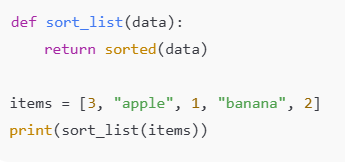 def sort_list(data):
    return sorted(data)

items = [3, "apple", 1, "banana", 2]
print(sort_list(items))